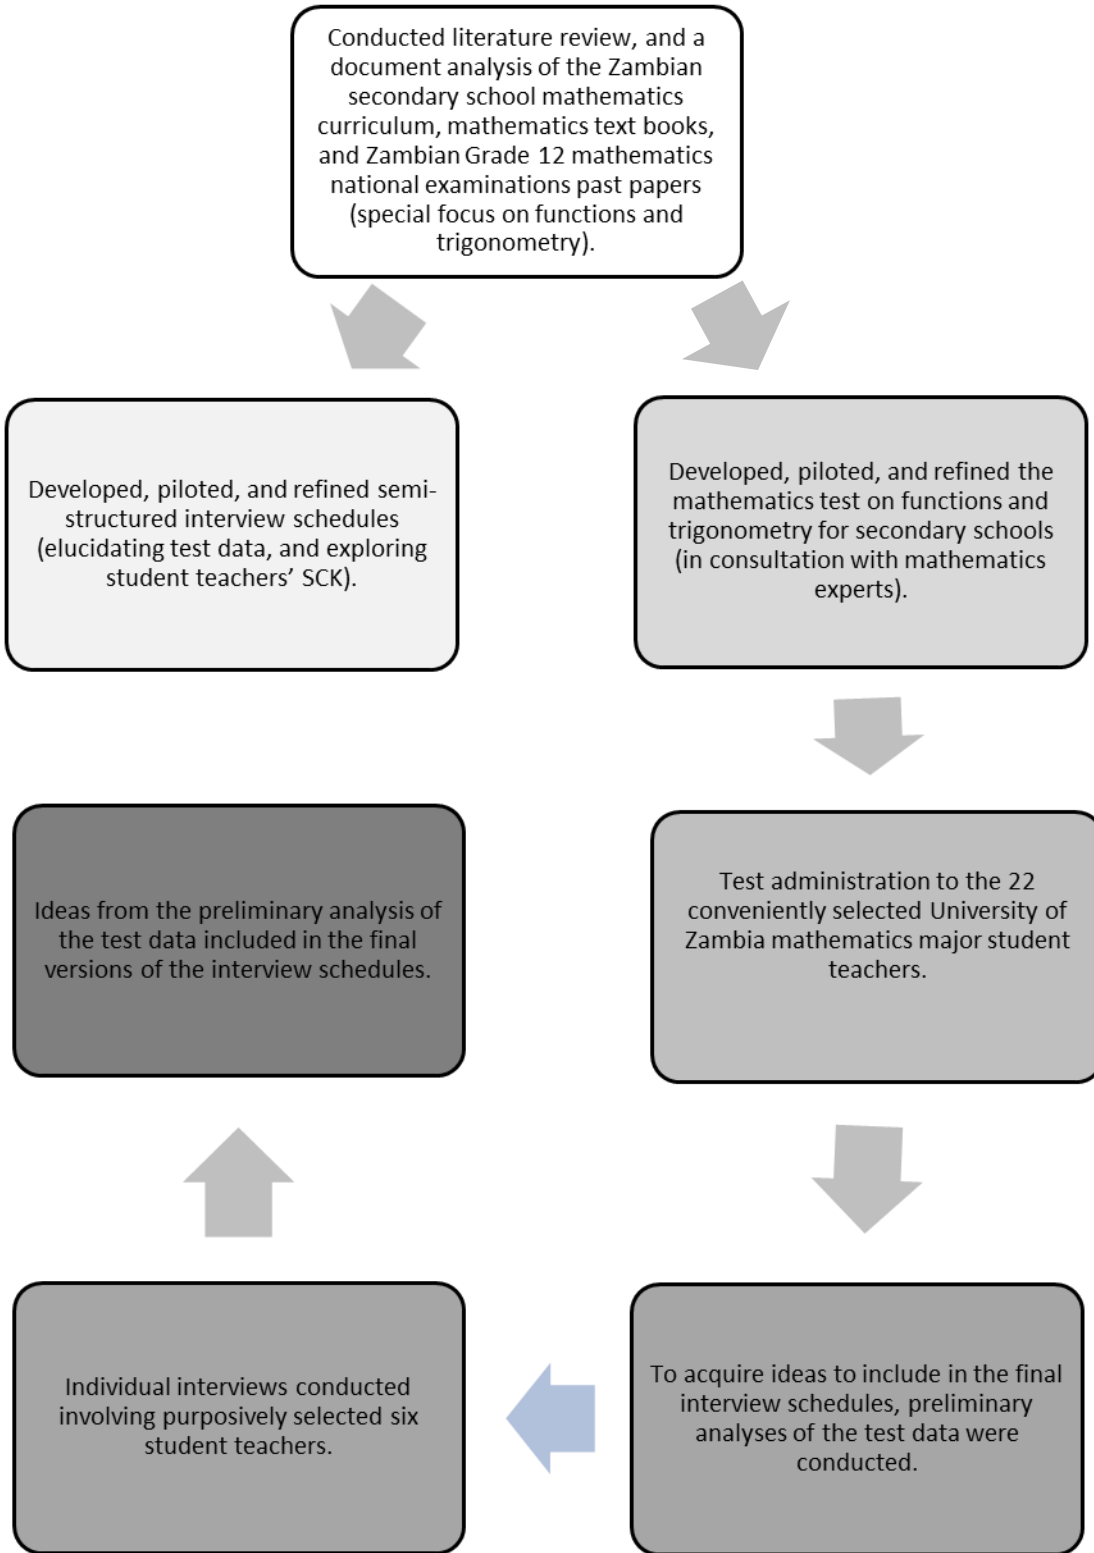 Conducted literature review, and a
document analysis of the Zambian
secondary school mathematics
curriculum, mathematics text books,
and Zambian Grade 12 mathematics
national examinations past papers
(special focus on functions and
trigonometry).
Developed, piloted, and refined semi-
structured interview schedules
(elucidating test data, and exploring
student teachers’ SCK).
Developed, piloted, and refined the
mathematics test on functions and
trigonometry for secondary schools
(in consultation with mathematics
experts).
Test administration to the 22
conveniently selected University of
Zambia mathematics major student
teachers.
Ideas from the preliminary analysis of
the test data included in the final
versions of the interview schedules.
To acquire ideas to include in the final
interview schedules, preliminary
analyses of the test data were
conducted.
Individual interviews conducted
involving purposively selected six
student teachers.